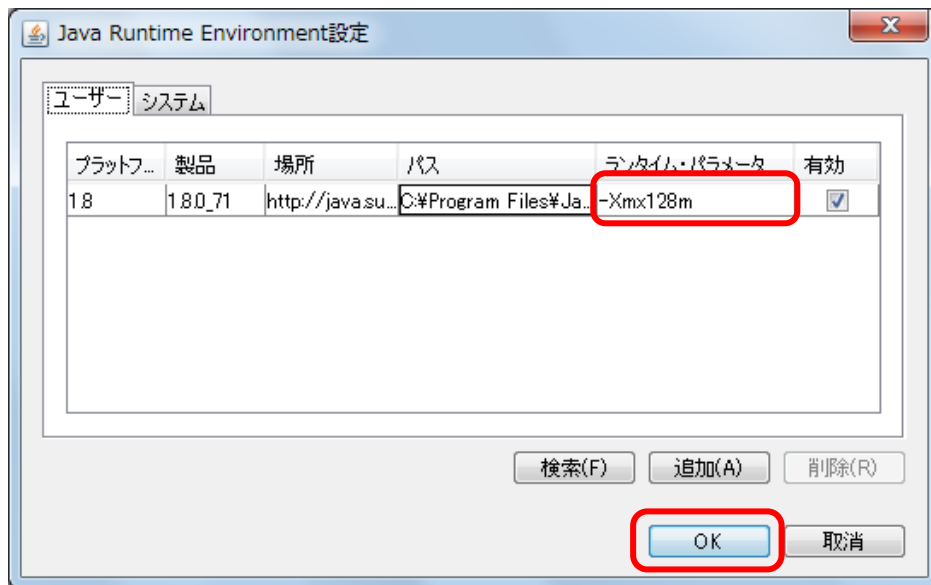 Java Runtime Environment設定
ユーザー システム
プラットフ... 製品 場所 パス ランタイム・パラメータ 有効
1.8 1.8.0_71 http://java.su... C:¥Program Files¥Ja... -Xmx128m
検索(F) 追加(A) 削除(R)
OK 取消